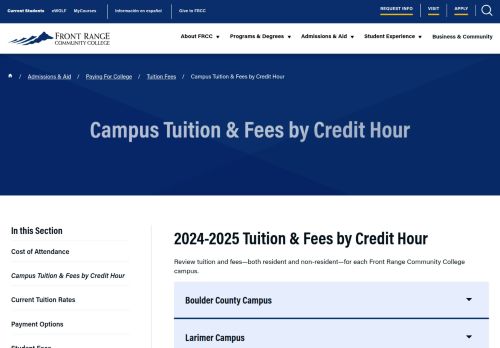 Current Students eWOLF MyCourses Información en español Give to FRCC REQUEST INFO VISIT APPLY
FRONT RANGE
COMMUNITY COLLEGE
About FRCC Programs & Degrees Admissions & Aid Student Experience Business & Community
/ Admissions & Aid / Paying For College / Tuition Fees / Campus Tuition & Fees by Credit Hour
Campus Tuition & Fees by Credit Hour
In this Section
Cost of Attendance
Campus Tuition & Fees by Credit Hour
Current Tuition Rates
Payment Options
Student Fees
2024-2025 Tuition & Fees by Credit Hour
Review tuition and fees—both resident and non-resident—for each Front Range Community College
campus.
Boulder County Campus
Larimer Campus